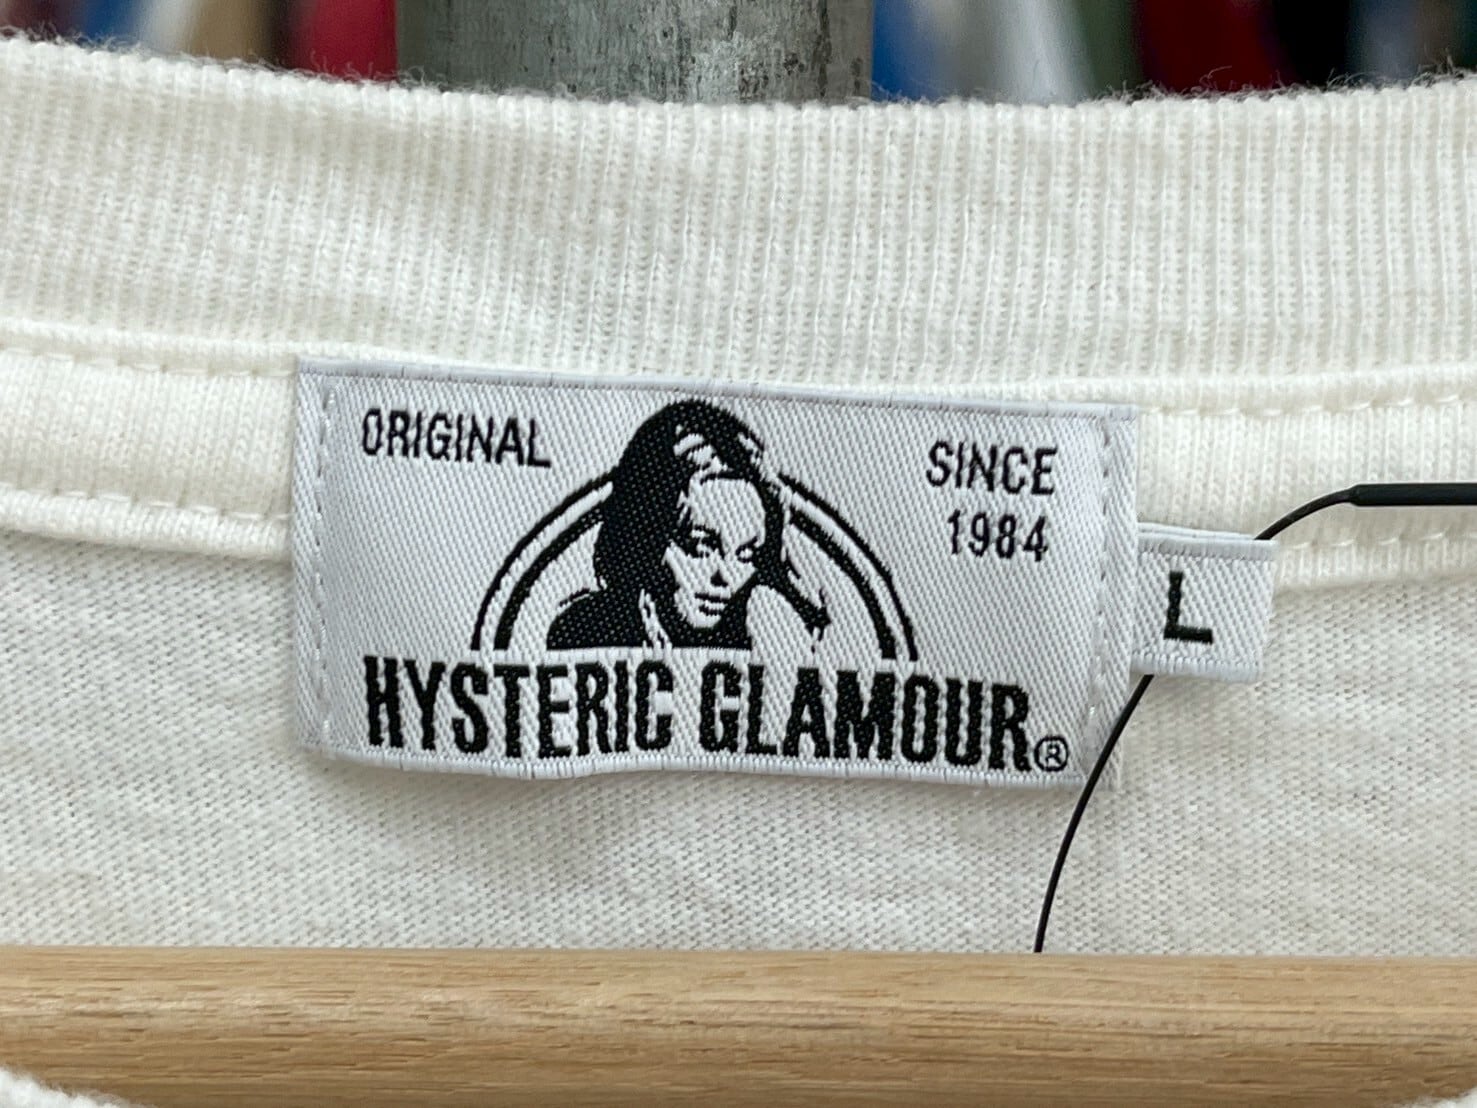 ORIGINAL
SINCE
1984
HYSTERIC GLAMOUR®
L